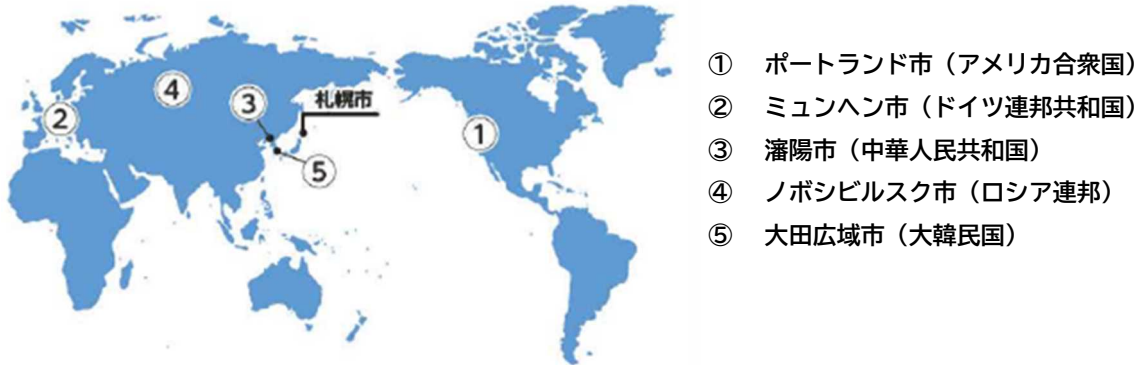 ④
③
札幌市
②
①
⑤
① ポートランド市（アメリカ合衆国）
② ミュンヘン市（ドイツ連邦共和国）
③ 瀋陽市（中華人民共和国）
④ ノボシビルスク市（ロシア連邦）
⑤ 大田広域市（大韓民国）